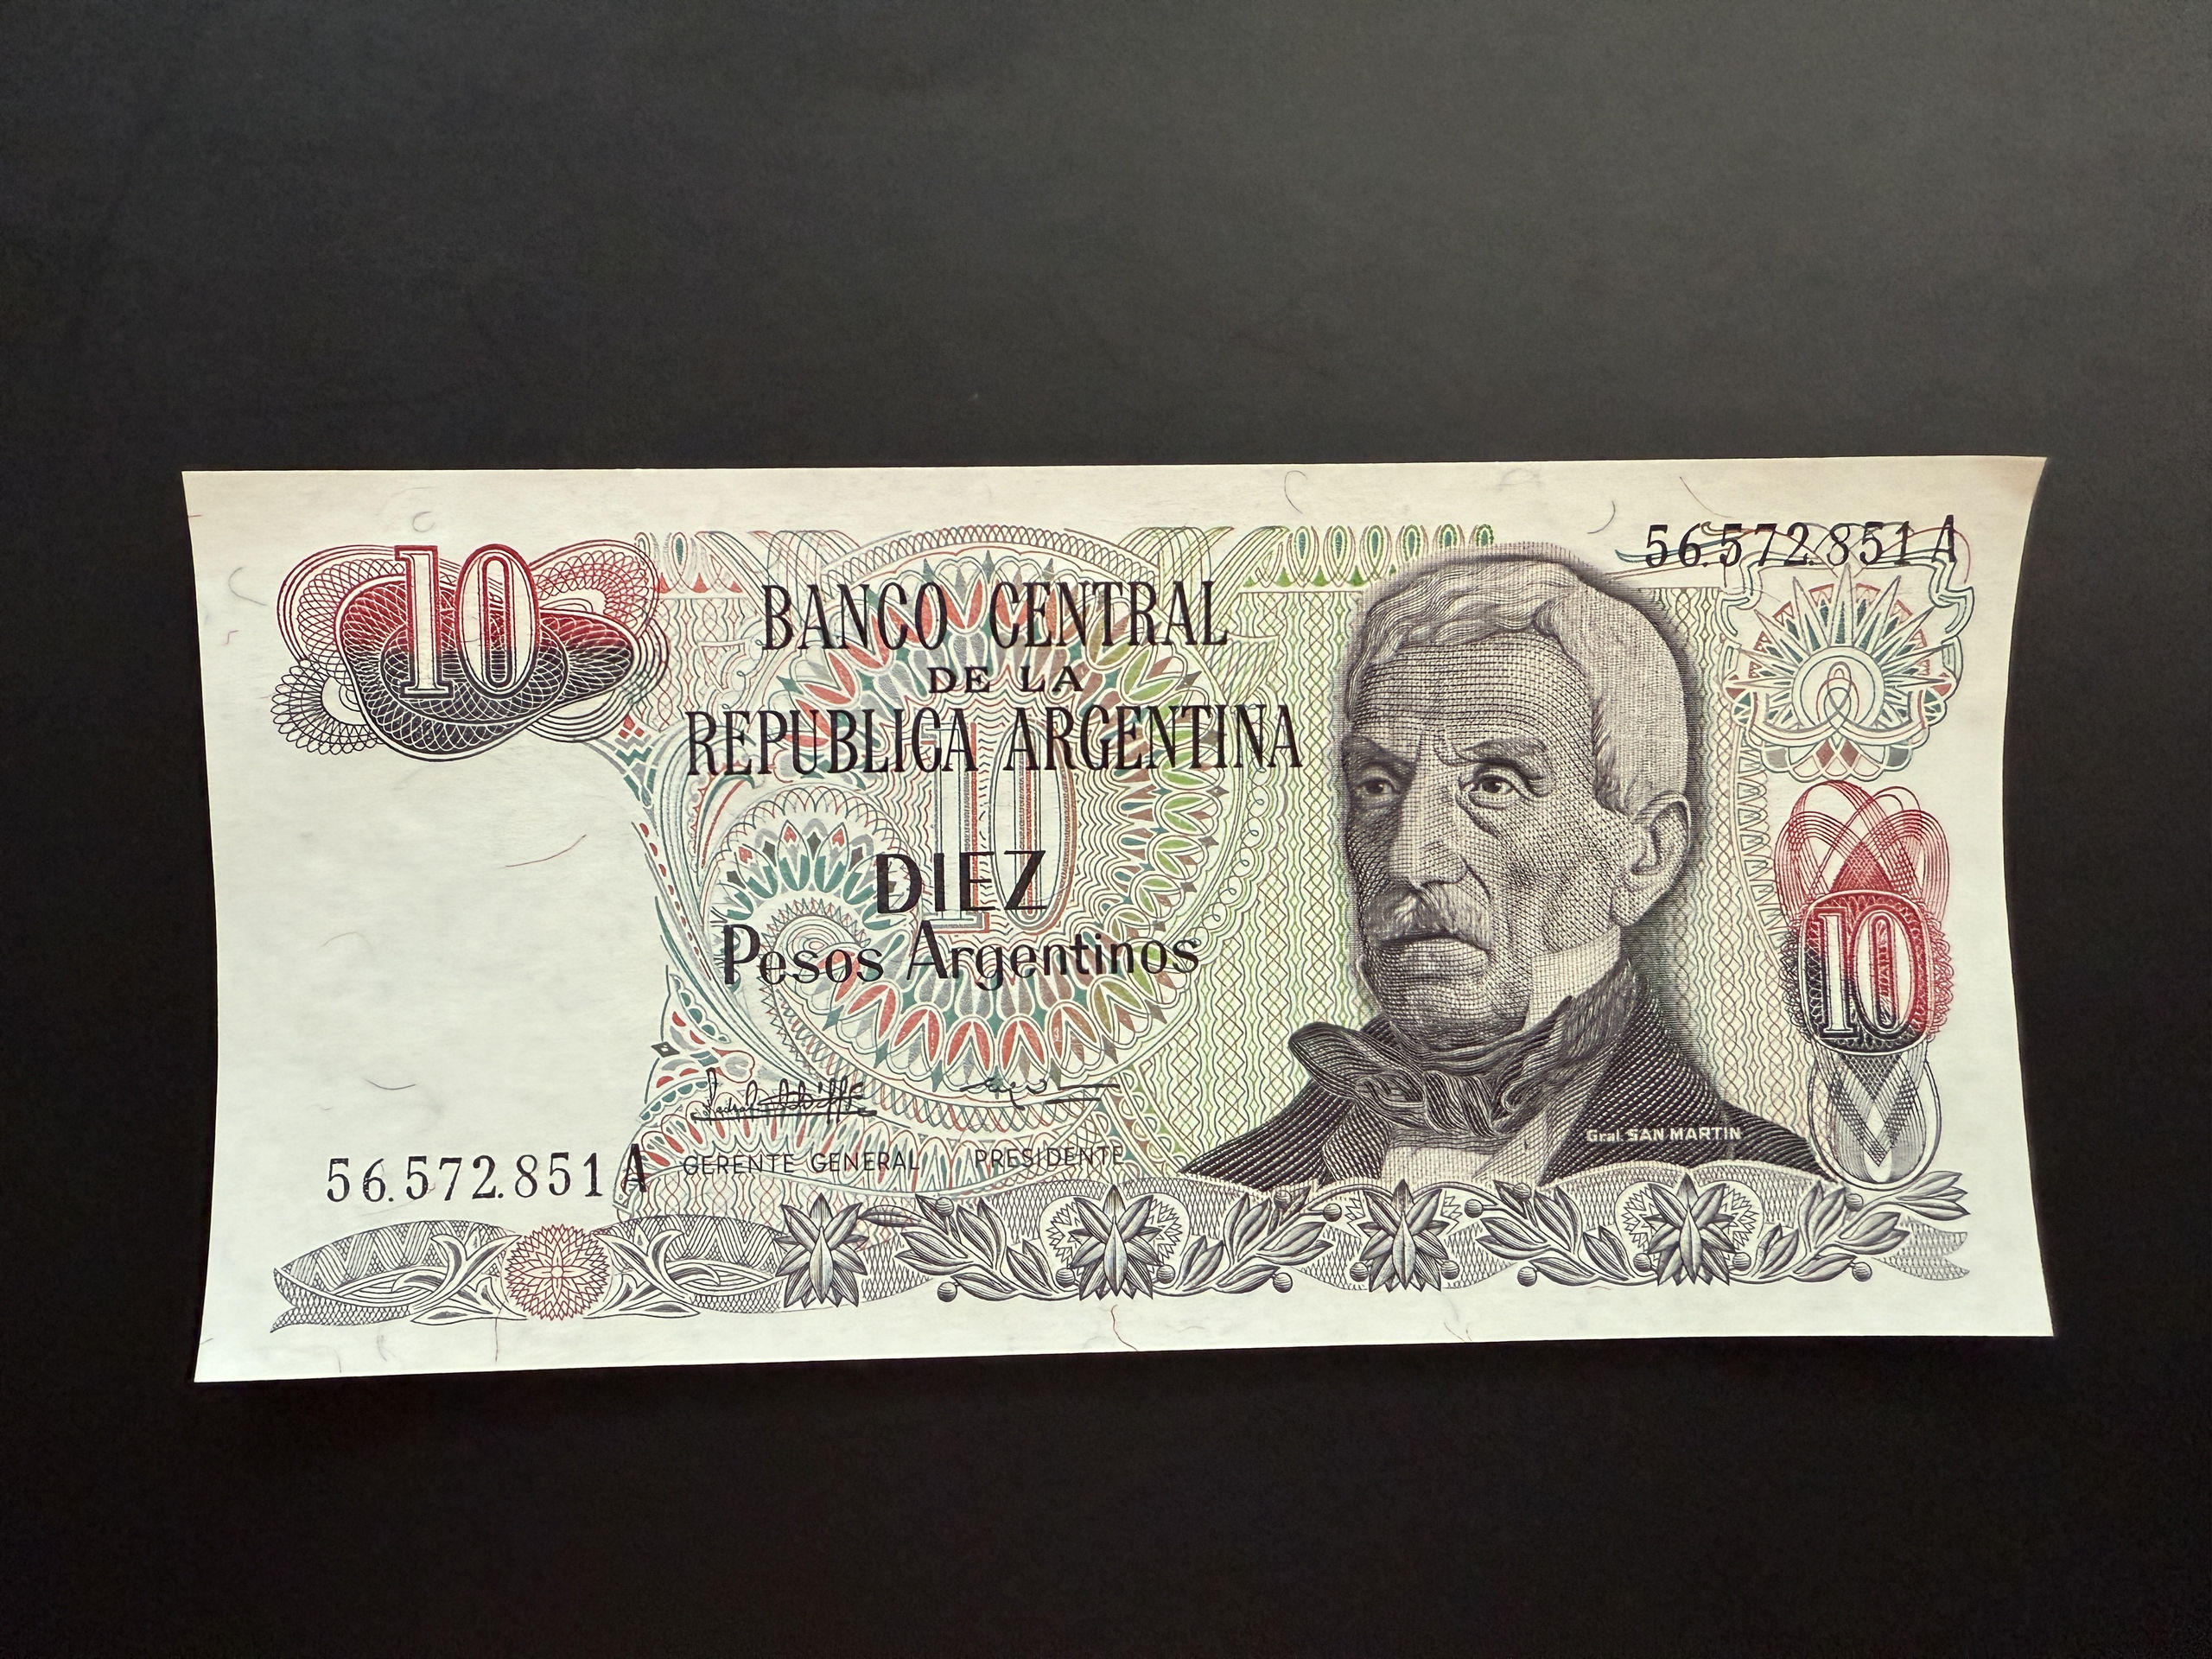 10
56.572.851 A
BANCO CENTRAL
DE LA
REPUBLICA ARGENTINA
10
DIEZ
Pesos Argentinos
10
GERENTE GENERAL PRESIDENTE
Gral. SAN MARTIN
56.572.851 A